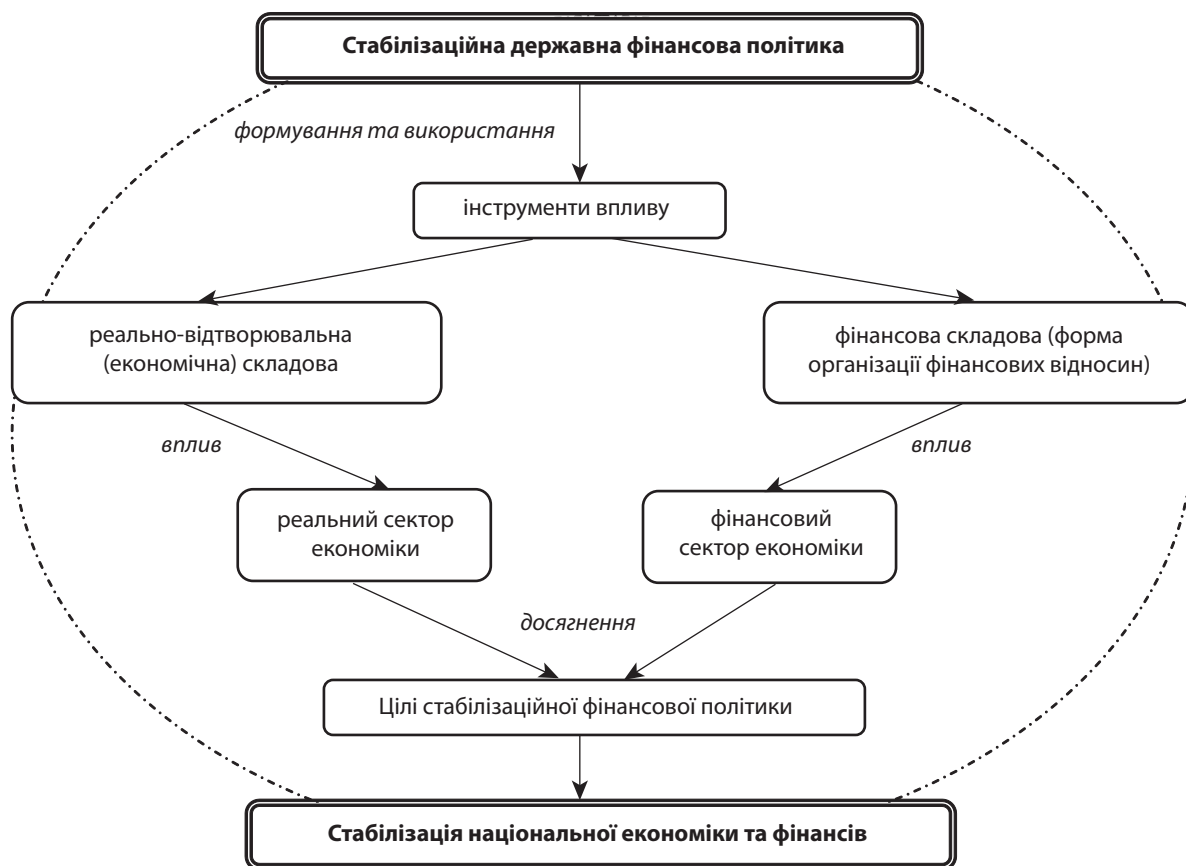 Стабілізаційна державна фінансова політика
формування та використання
інструменти впливу
реально-відтворювальна
(економічна) складова
фінансова складова (форма
організації фінансових відносин)
вплив
вплив
реальний сектор
економіки
фінансовий
сектор економіки
досягнення
Цілі стабілізаційної фінансової політики
Стабілізація національної економіки та фінансів